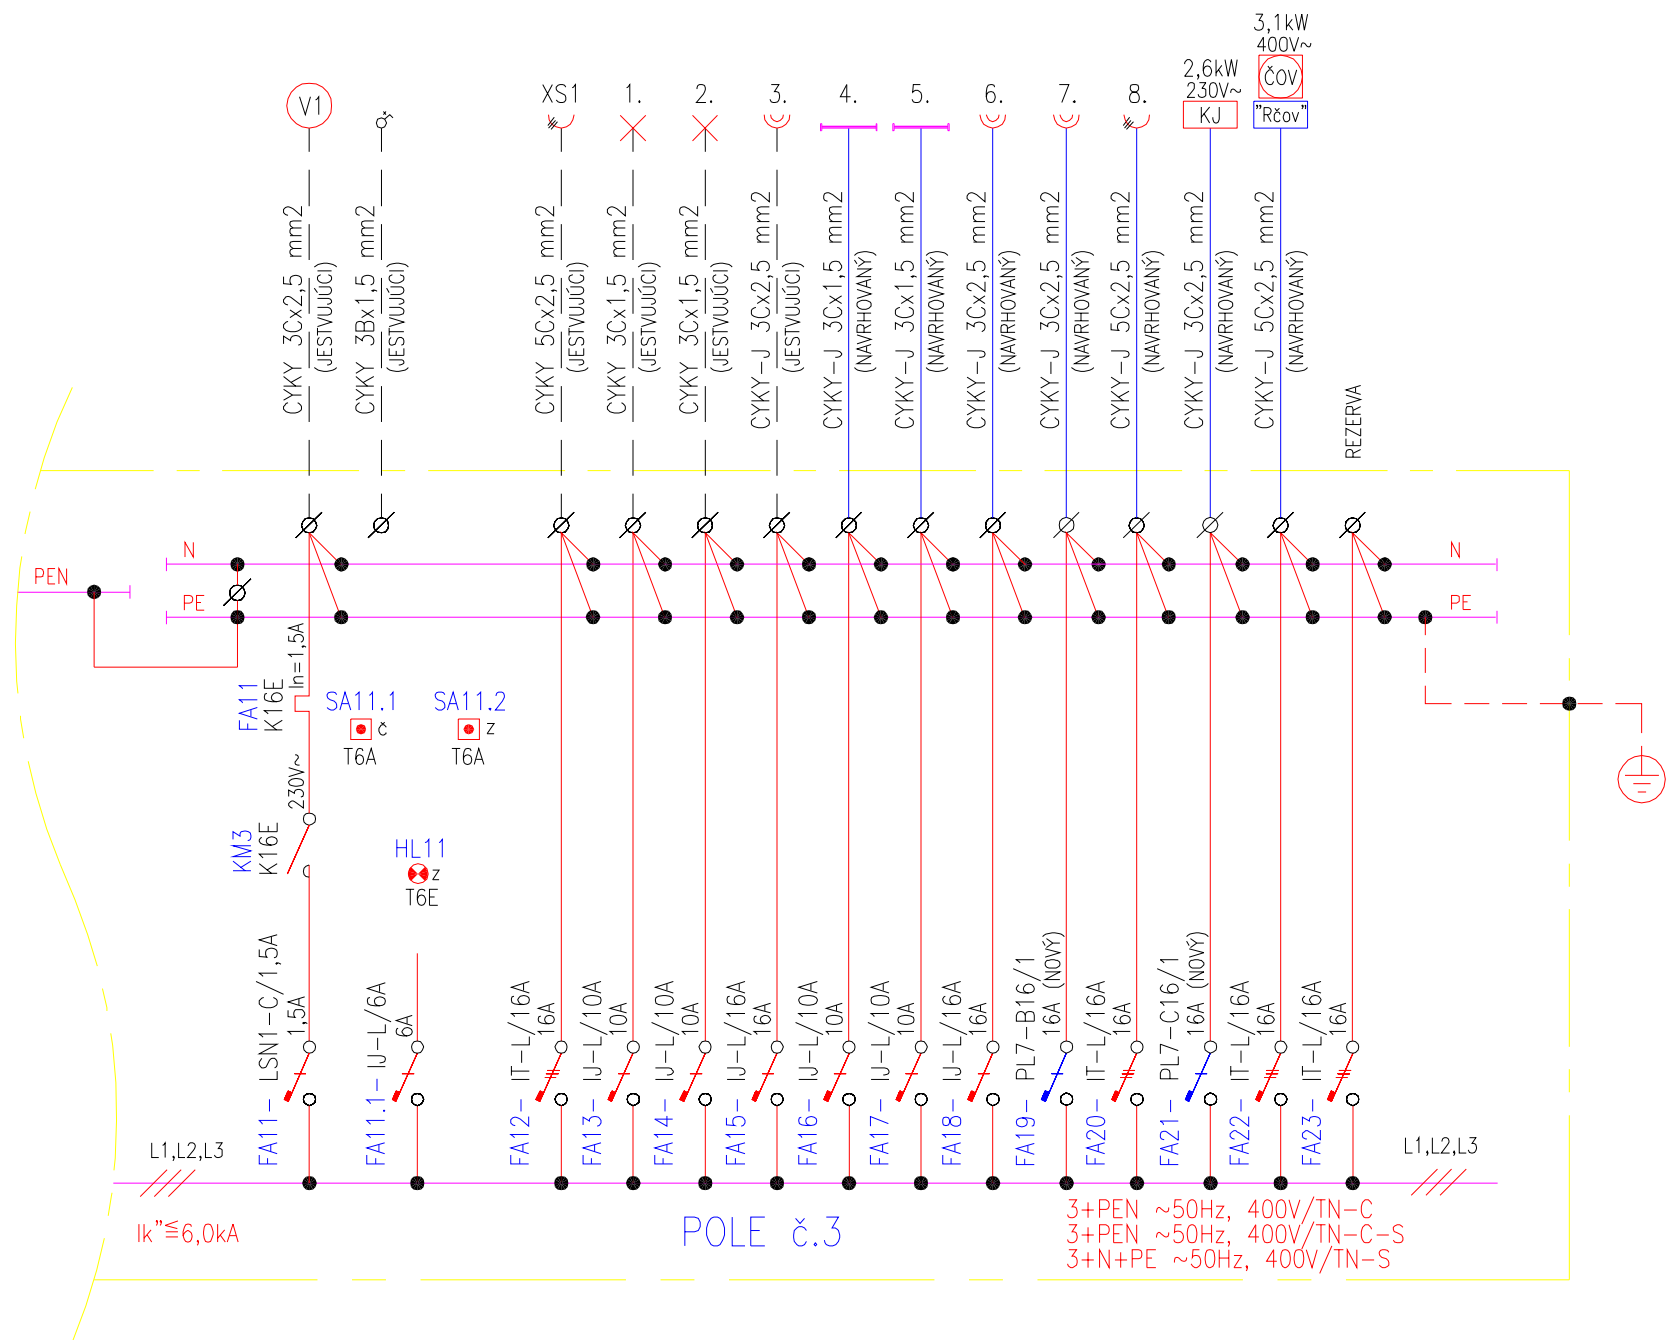 3,1kW
400V~
ČOV
2,6kW
230V~
KJ
"Rčov"
V1
XS1
1.
2.
3.
4.
5.
6.
7.
8.
CYKY 3Cx2,5 mm2
(JESTVUJÚCI)
CYKY 3Bx1,5 mm2
(JESTVUJÚCI)
CYKY 5Cx2,5 mm2
(JESTVUJÚCI)
CYKY 3Cx1,5 mm2
(JESTVUJÚCI)
CYKY 3Cx1,5 mm2
(JESTVUJÚCI)
CYKY-J 3Cx2,5 mm2
(JESTVUJÚCI)
CYKY-J 3Cx1,5 mm2
(NAVRHOVANÝ)
CYKY-J 3Cx1,5 mm2
(NAVRHOVANÝ)
CYKY-J 3Cx2,5 mm2
(NAVRHOVANÝ)
CYKY-J 3Cx2,5 mm2
(NAVRHOVANÝ)
CYKY-J 5Cx2,5 mm2
(NAVRHOVANÝ)
CYKY-J 3Cx2,5 mm2
(NAVRHOVANÝ)
CYKY-J 5Cx2,5 mm2
(NAVRHOVANÝ)
REZERVA
N
N
PEN
PE
PE
FA11
K16E
In=1,5A
SA11.1
č
T6A
SA11.2
z
T6A
230V~
KM3
K16E
HL11
z
T6E
FA11- LSN1-C/1,5A
1,5A
FA11.1- IJ-L/6A
6A
FA12- IT-L/16A
16A
FA13- IJ-L/10A
10A
FA14- IJ-L/10A
10A
FA15- IJ-L/16A
16A
FA16- IJ-L/10A
10A
FA17- IJ-L/10A
10A
FA18- IJ-L/16A
16A
FA19- PL7-B16/1
16A (NOVÝ)
FA20- IT-L/16A
16A
FA21- PL7-C16/1
16A (NOVÝ)
FA22- IT-L/16A
16A
FA23- IT-L/16A
16A
L1,L2,L3
L1,L2,L3
Ik"≦6,0kA
POLE č.3
3+PEN ~50Hz, 400V/TN-C
3+PEN ~50Hz, 400V/TN-C-S
3+N+PE ~50Hz, 400V/TN-S